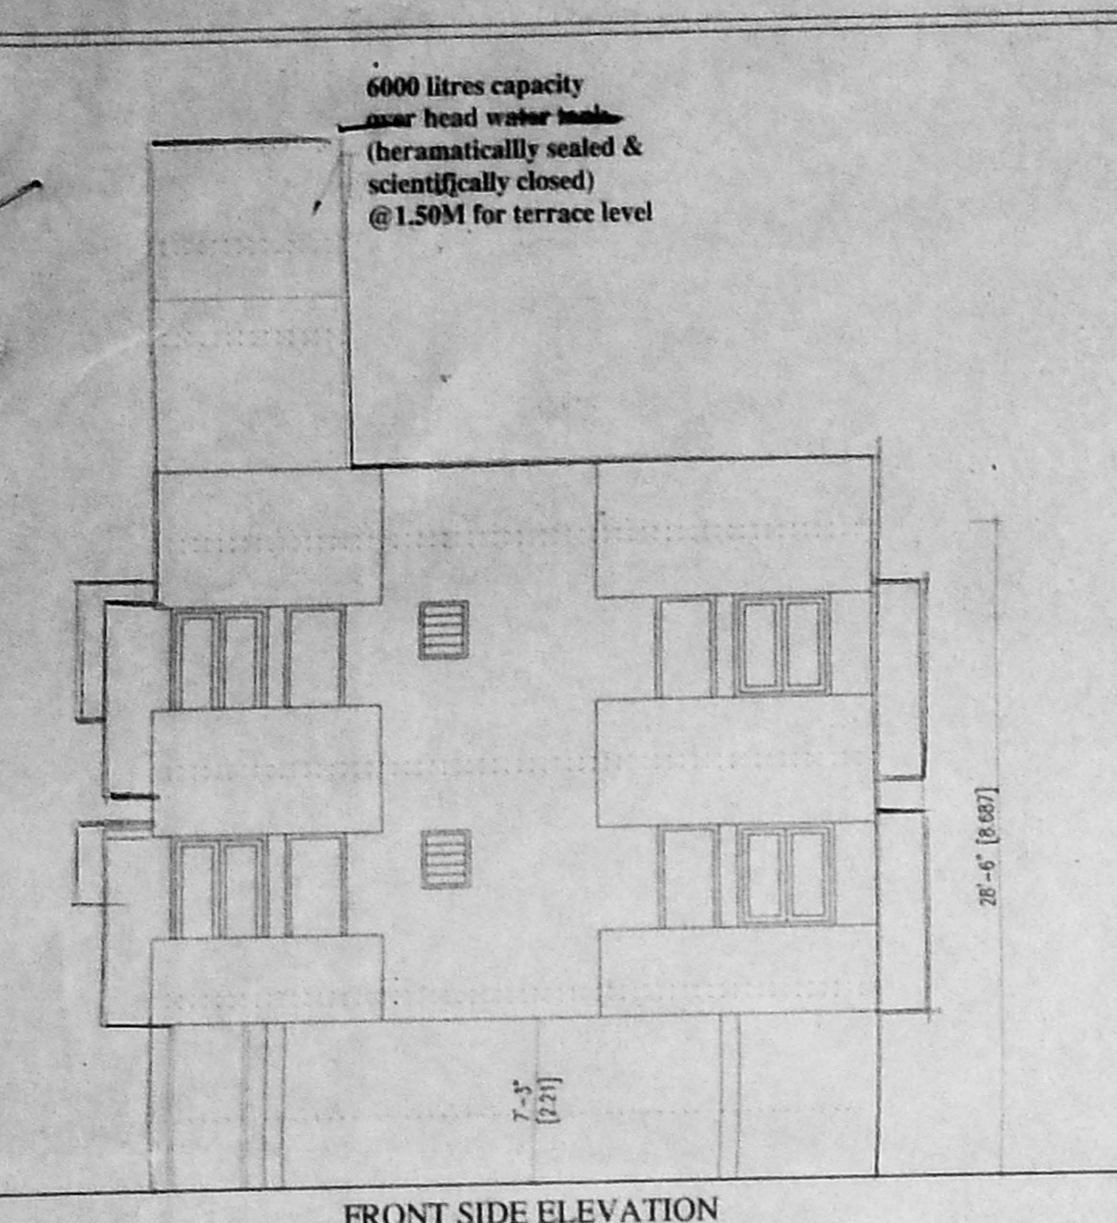 6000 litres capacity
over head water tank
(heramaticallly sealed &
scientifically closed)
@1.50M for terrace level
28'-6" [8.687]
7'-3"
[2.21]
FRONT SIDE ELEVATION